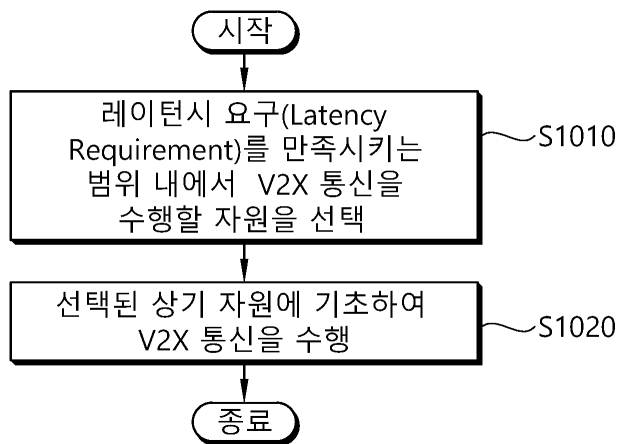 시작
레이턴시 요구(Latency
Requirement)를 만족시키는
범위 내에서 V2X 통신을
수행할 자원을 선택
S1010
선택된 상기 자원에 기초하여
V2X 통신을 수행
S1020
종료